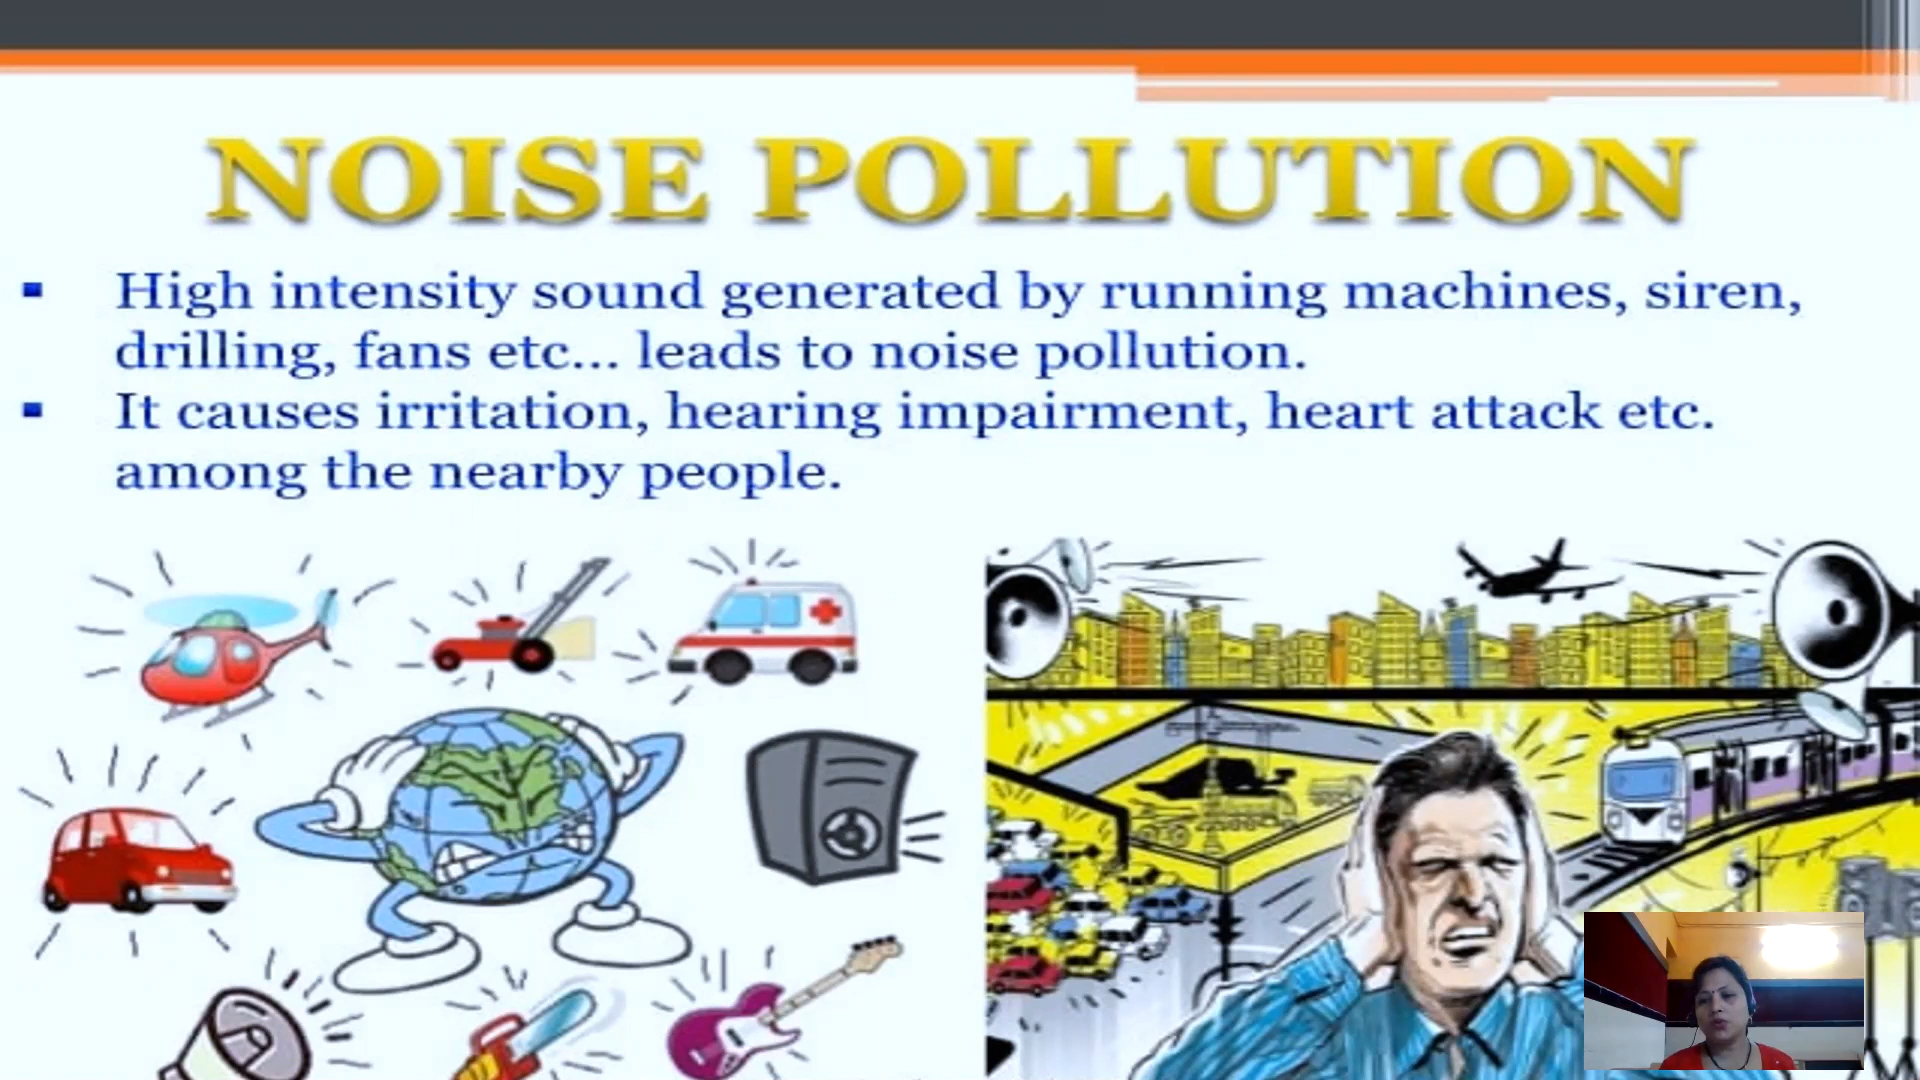 NOISE POLLUTION
▪ High intensity sound generated by running machines, siren,
drilling, fans etc... leads to noise pollution.
▪ It causes irritation, hearing impairment, heart attack etc.
among the nearby people.